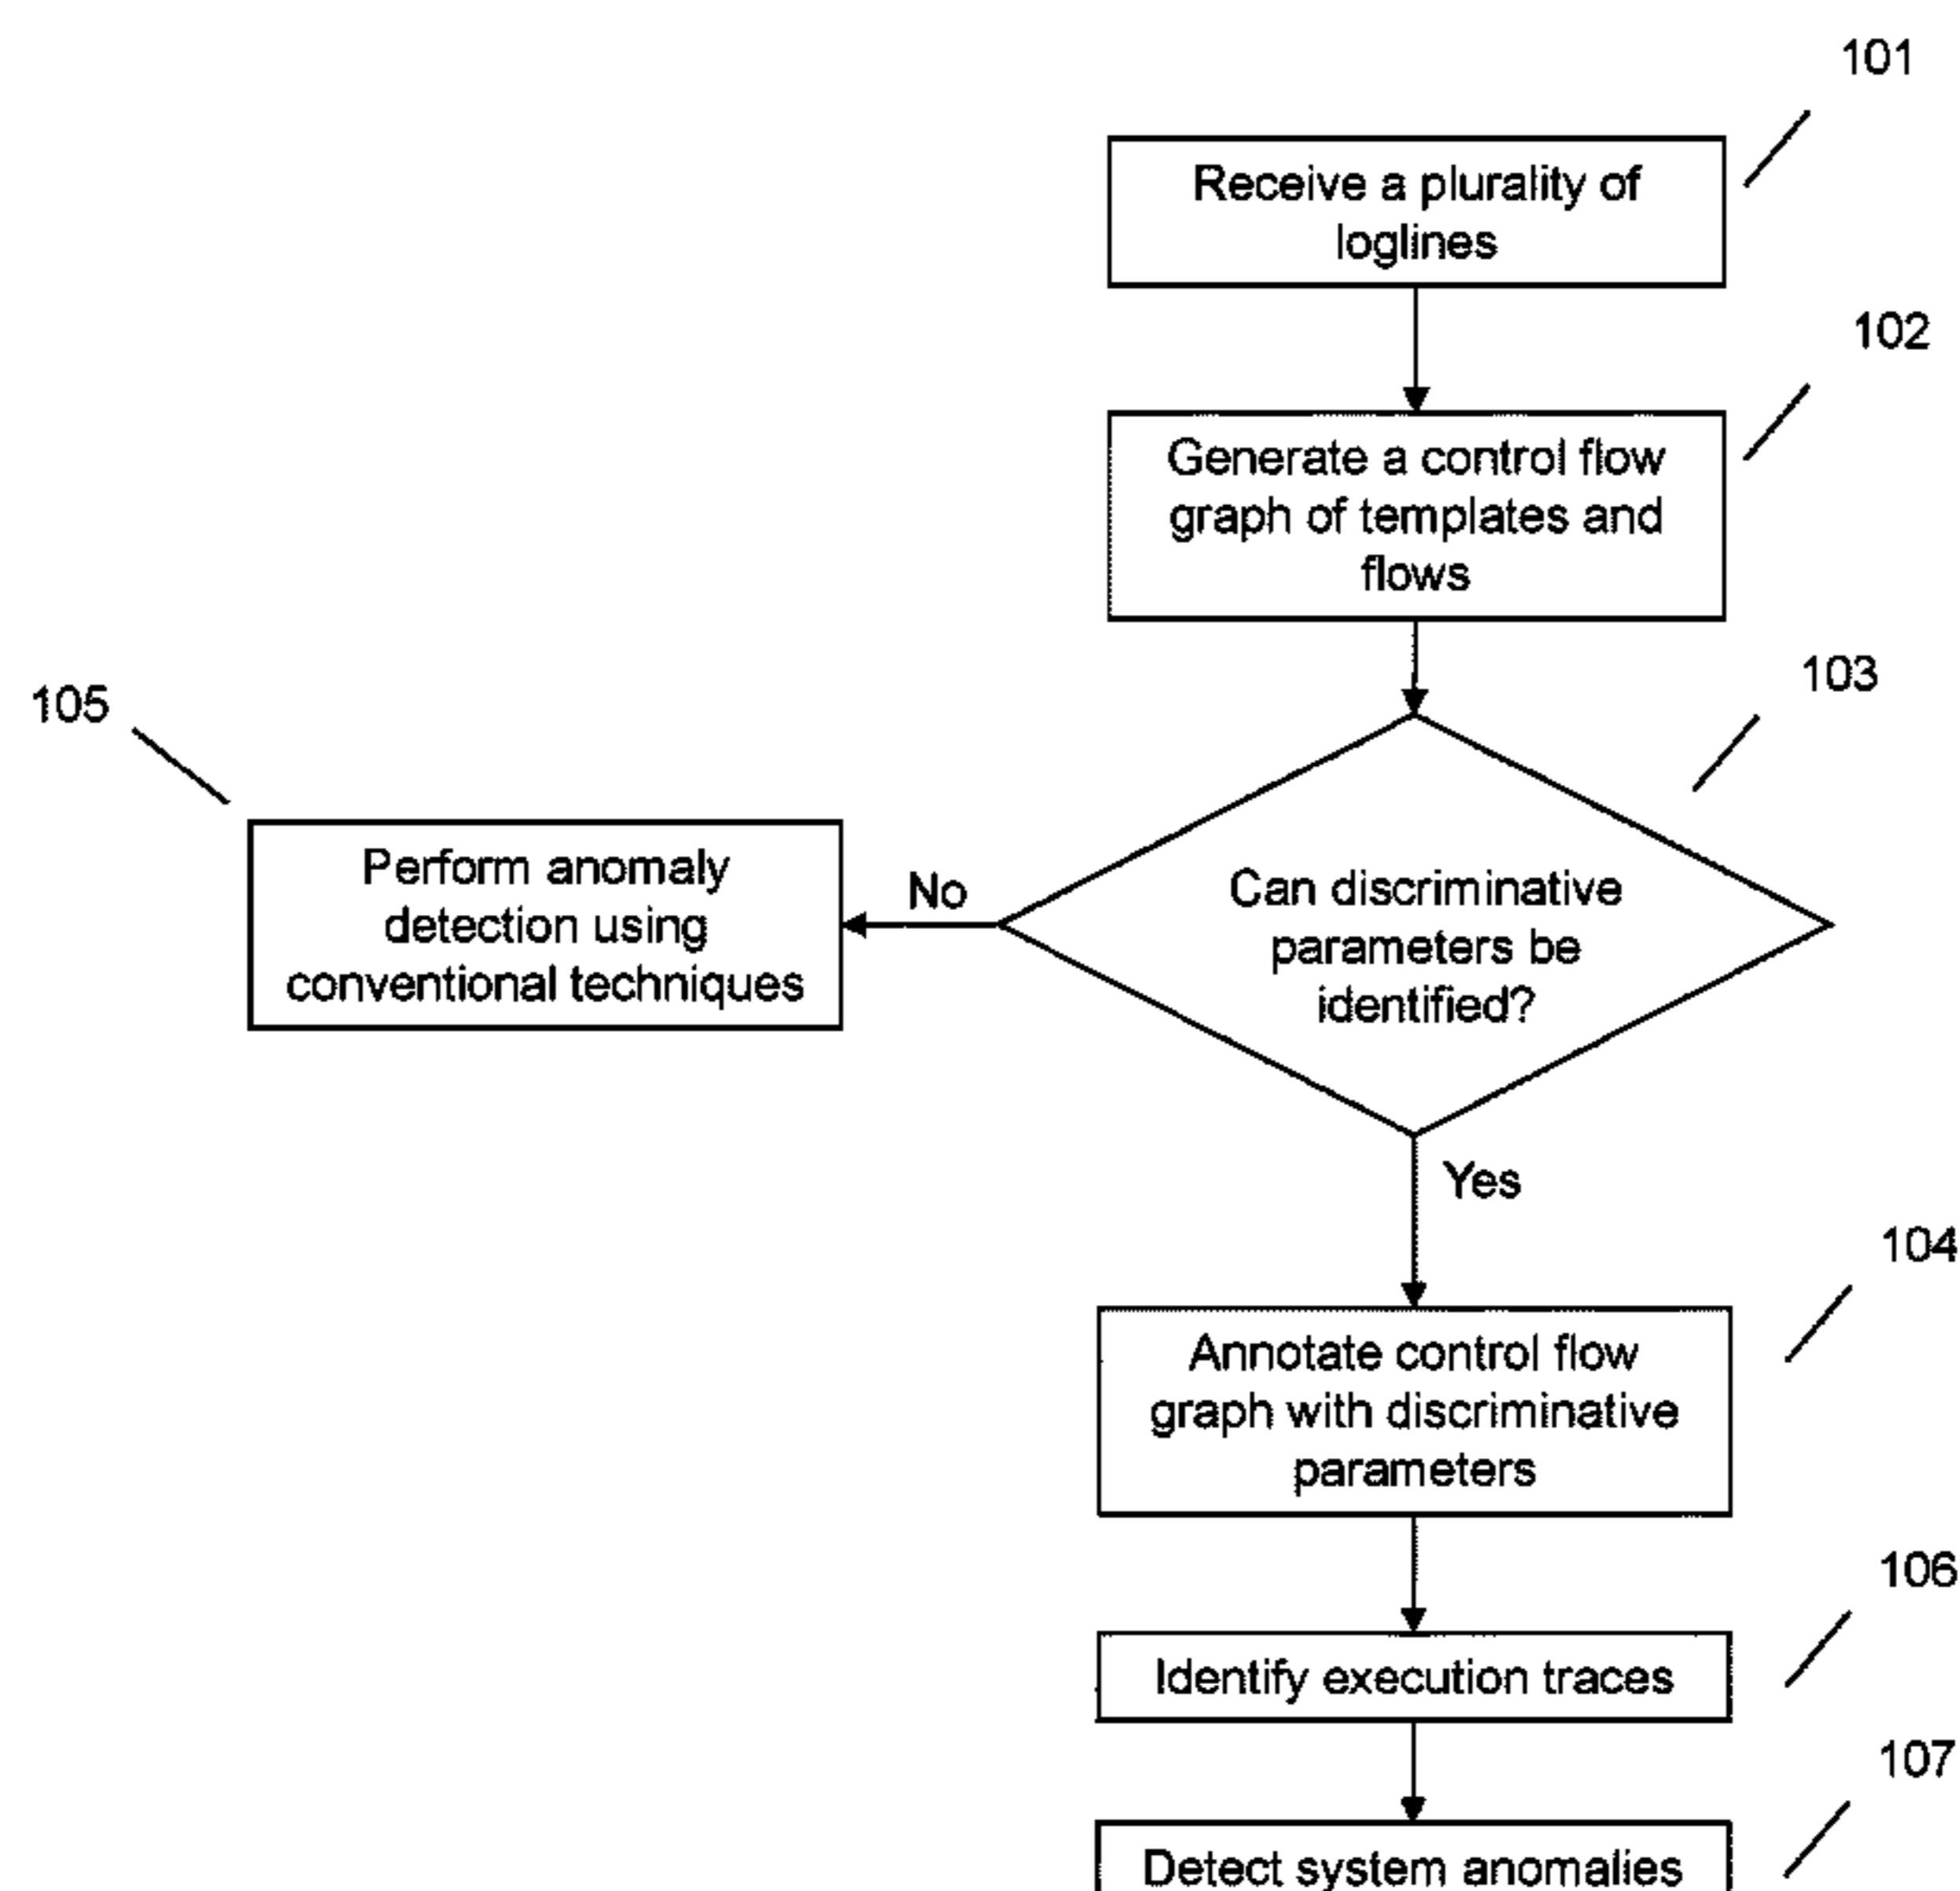 101
Receive a plurality of
loglines
102
Generate a control flow
graph of templates and
flows
103
105
Perform anomaly
detection using
conventional techniques
No
Can discriminative
parameters be
identified?
Yes
104
Annotate control flow
graph with discriminative
parameters
106
Identify execution traces
107
Detect system anomalies